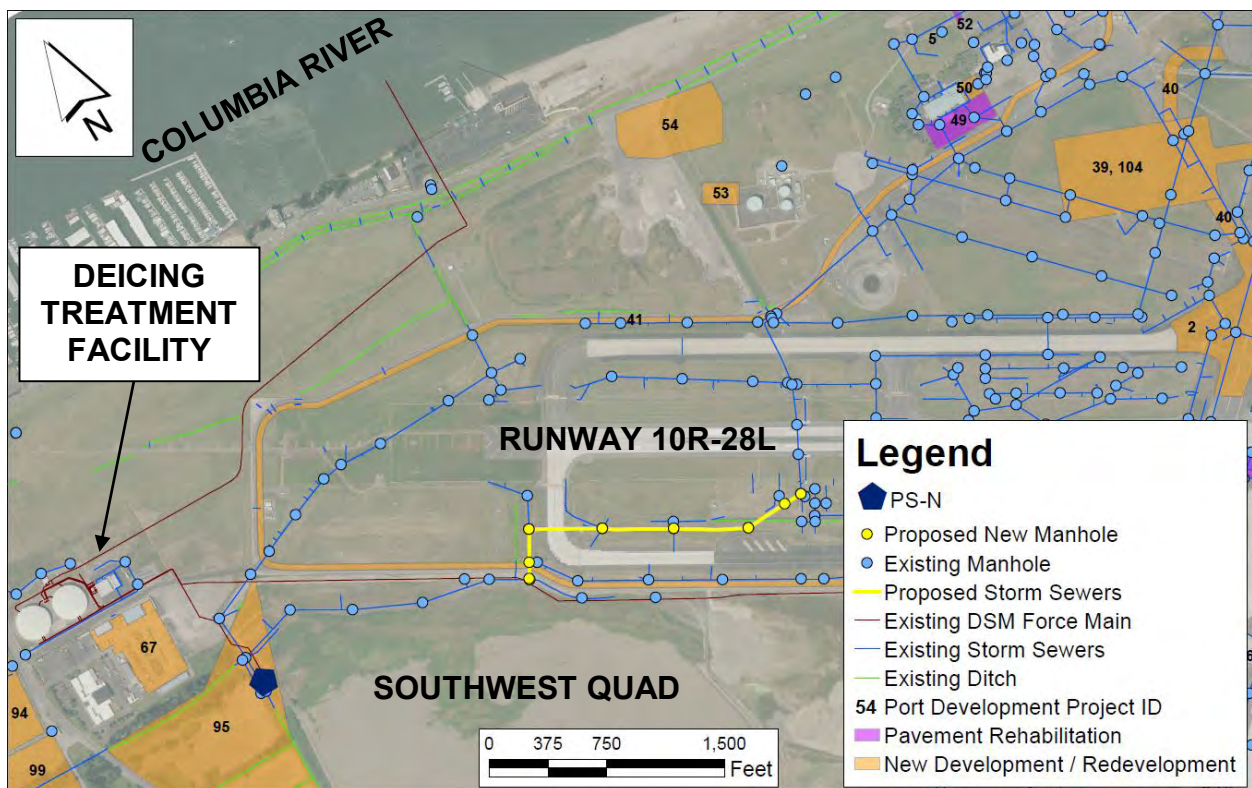 N
COLUMBIA RIVER
52
5
50
49
40
54
39, 104
53
40
DEICING
TREATMENT
FACILITY
41
2
RUNWAY 10R-28L
67
SOUTHWEST QUAD
94
95
99
0 375 750 1,500
Feet
Legend
PS-N
Proposed New Manhole
Existing Manhole
Proposed Storm Sewers
Existing DSM Force Main
Existing Storm Sewers
Existing Ditch
54 Port Development Project ID
Pavement Rehabilitation
New Development / Redevelopment